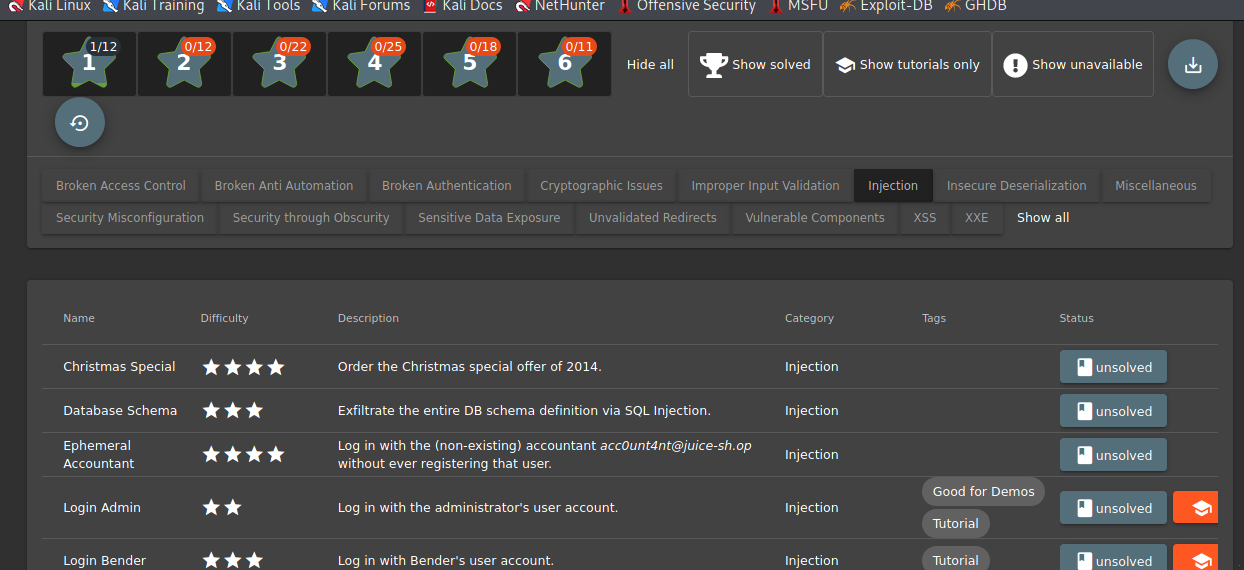 Kali Linux Kali Training Kali Tools Kali Forums Kali Docs NetHunter Offensive Security MSFU Exploit-DB GHDB
1/12 0/12 0/22 0/25 0/18 0/11
1 2 3 4 5 6 Hide all Show solved Show tutorials only Show unavailable
Broken Access Control Broken Anti Automation Broken Authentication Cryptographic Issues Improper Input Validation Injection Insecure Deserialization Miscellaneous
Security Misconfiguration Security through Obscurity Sensitive Data Exposure Unvalidated Redirects Vulnerable Components XSS XXE Show all
Name Difficulty Description Category Tags Status
Christmas Special Order the Christmas special offer of 2014. Injection unsolved
Database Schema Exfiltrate the entire DB schema definition via SQL Injection. Injection unsolved
Ephemeral Accountant Log in with the (non-existing) accountant acc0unt4nt@juice-sh.op
without ever registering that user. Injection unsolved
Login Admin Log in with the administrator's user account. Injection Good for Demos
Tutorial unsolved
Login Bender Log in with Bender's user account. Injection Tutorial unsolved